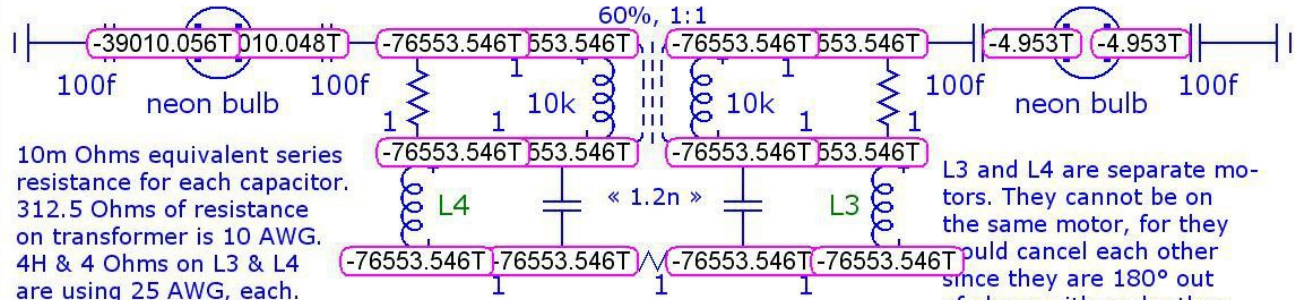 60%, 1:1
-39010.056T 010.048T -76553.546T 553.546T -76553.546T 553.546T -4.953T -4.953T
100f neon bulb 100f 1 10k 10k 1 100f neon bulb 100f
1 1 1 1
-76553.546T 553.546T -76553.546T 553.546T
L4 « 1.2n » L3
-76553.546T -76553.546T -76553.546T -76553.546T
1 1 1
10m Ohms equivalent series
resistance for each capacitor.
312.5 Ohms of resistance
on transformer is 10 AWG.
4H & 4 Ohms on L3 & L4
are using 25 AWG, each.
L3 and L4 are separate mo-
tors. They cannot be on
the same motor, for they
ould cancel each other
since they are 180° out